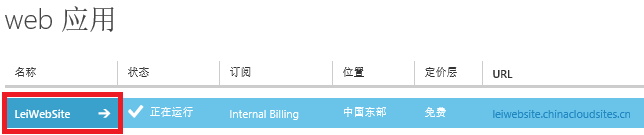 web 应用
名称 状态 订阅 位置 定价层 URL
LeiWebSite → ✓ 正在运行 Internal Billing 中国东部 免费 leiwebsite.chinacloudsites.cn